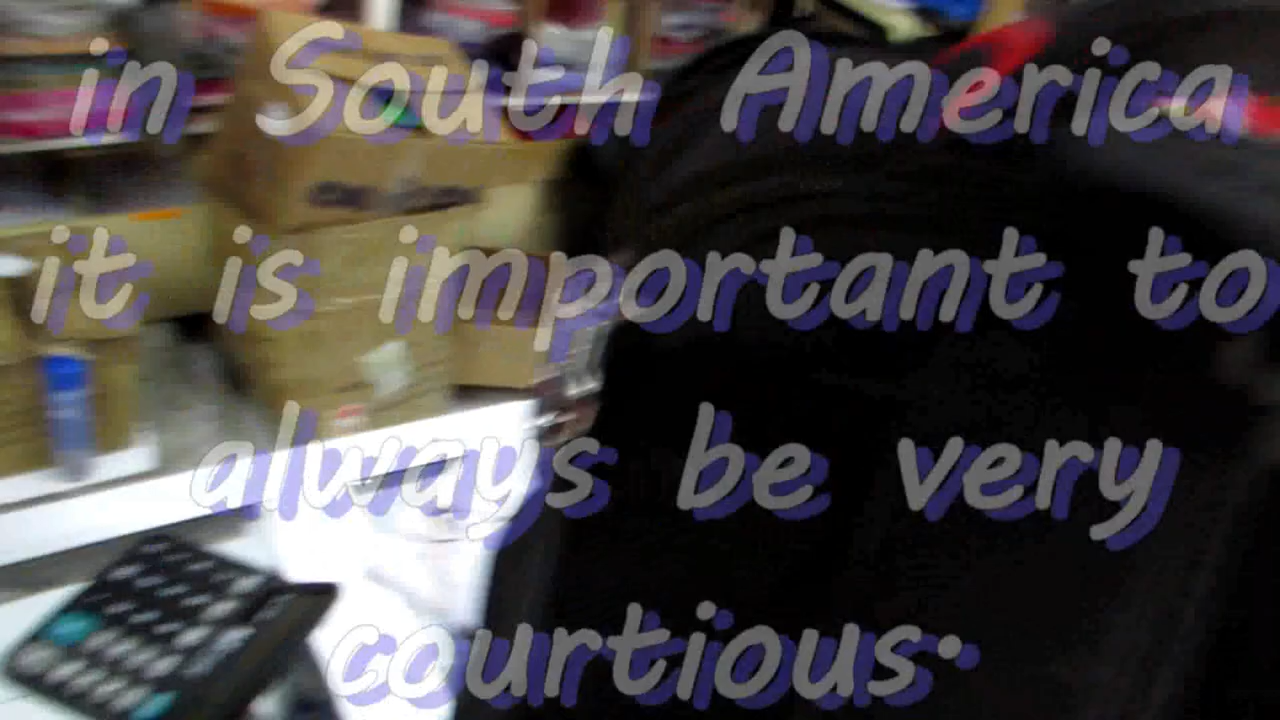 in South America
it is important to
always be very
courtious.